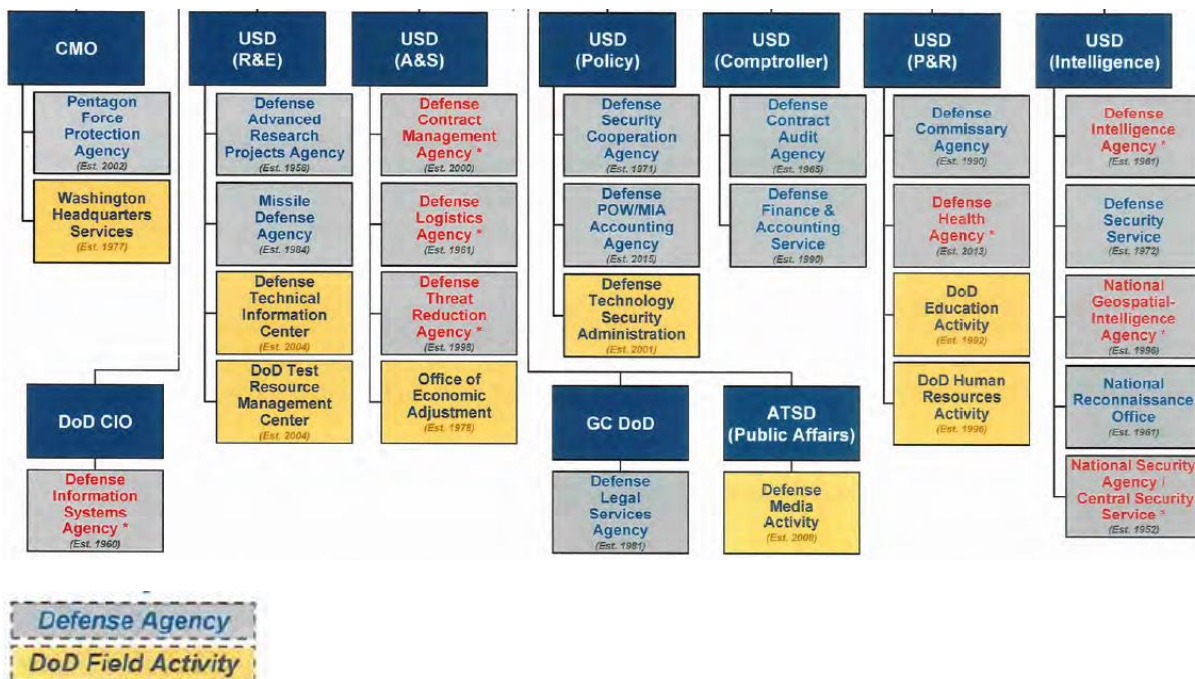 CMO
Pentagon
Force
Protection
Agency
(Est. 2002)
Washington
Headquarters
Services
(Est. 1977)
DoD CIO
Defense
Information
Systems
Agency *
(Est. 1960)
USD
(R&E)
Defense
Advanced
Research
Projects Agency
(Est. 1958)
Missile
Defense
Agency
(Est. 1984)
Defense
Technical
Information
Center
(Est. 2004)
DoD Test
Resource
Management
Center
(Est. 2004)
USD
(A&S)
Defense
Contract
Management
Agency *
(Est. 2000)
Defense
Logistics
Agency *
(Est. 1961)
Defense
Threat
Reduction
Agency *
(Est. 1998)
Office of
Economic
Adjustment
(Est. 1978)
USD
(Policy)
Defense
Security
Cooperation
Agency
(Est. 1971)
Defense
POW/MIA
Accounting
Agency
(Est. 2015)
Defense
Technology
Security
Administration
(Est. 2001)
GC DoD
Defense
Legal
Services
Agency
(Est. 1981)
USD
(Comptroller)
Defense
Contract
Audit
Agency
(Est. 1965)
Defense
Finance &
Accounting
Service
(Est. 1990)
ATSD
(Public Affairs)
Defense
Media
Activity
(Est. 2008)
USD
(P&R)
Defense
Commissary
Agency
(Est. 1990)
Defense
Health
Agency *
(Est. 2013)
DoD
Education
Activity
(Est. 1992)
DoD Human
Resources
Activity
(Est. 1996)
USD
(Intelligence)
Defense
Intelligence
Agency *
(Est. 1961)
Defense
Security
Service
(Est. 1972)
National
Geospatial-
Intelligence
Agency *
(Est. 1996)
National
Reconnaissance
Office
(Est. 1961)
National Security
Agency /
Central Security
Service *
(Est. 1952)
Defense Agency
DoD Field Activity